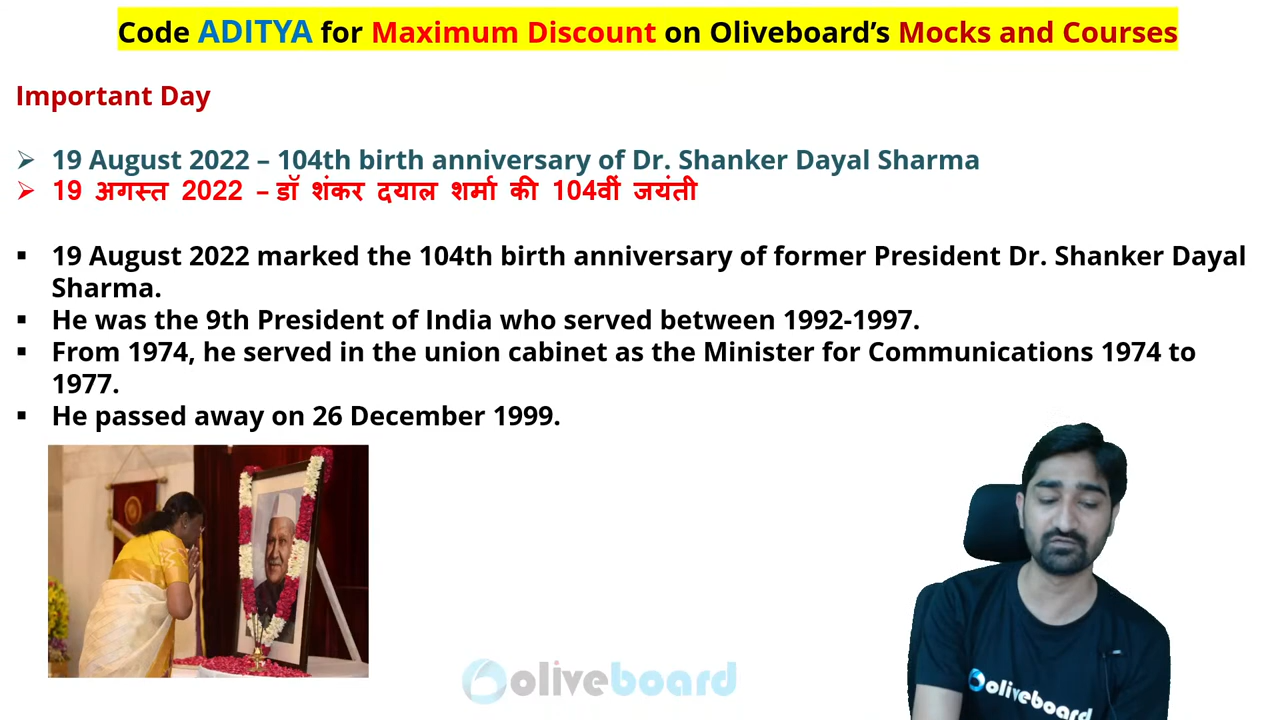 Code ADITYA for Maximum Discount on Oliveboard’s Mocks and Courses
Important Day
➢ 19 August 2022 – 104th birth anniversary of Dr. Shanker Dayal Sharma
➢ 19 अगस्त 2022 – डॉ शंकर दयाल शर्मा की 104वीं जयंती
▪ 19 August 2022 marked the 104th birth anniversary of former President Dr. Shanker Dayal
Sharma.
▪ He was the 9th President of India who served between 1992-1997.
▪ From 1974, he served in the union cabinet as the Minister for Communications 1974 to
1977.
▪ He passed away on 26 December 1999.
oliveboard
oliveboard